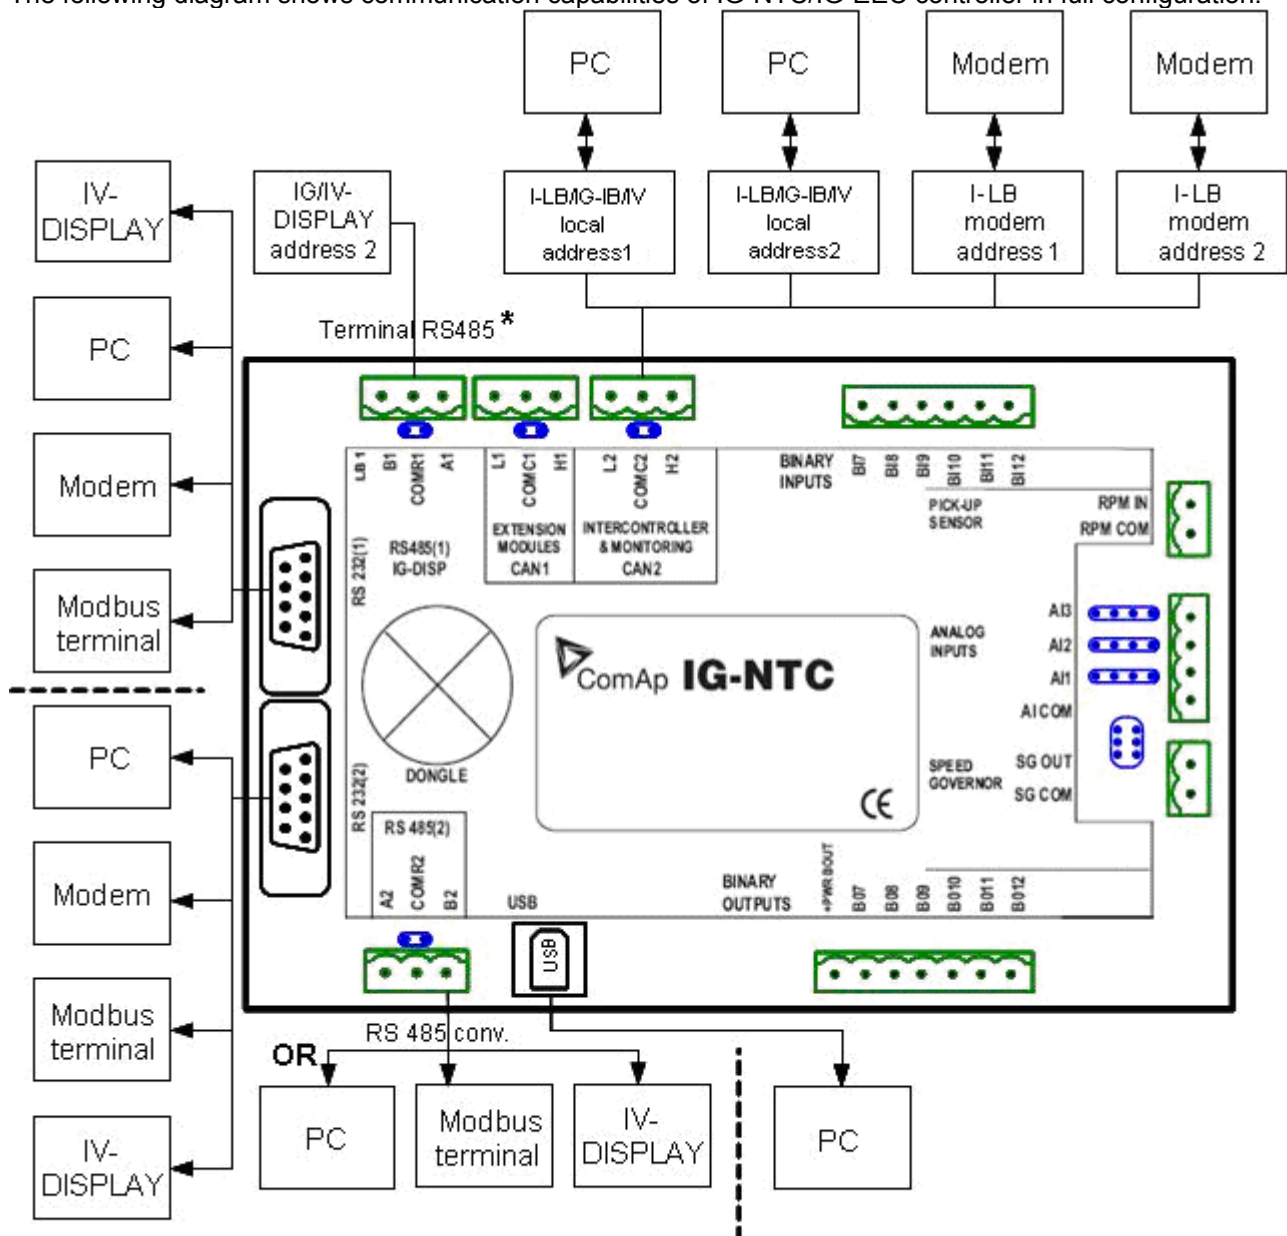 The following diagram shows communication capabilities of IG-NTC/IG-EEC controller in full configuration.
PC
PC
Modem
Modem
IV-
DISPLAY
IG/IV-
DISPLAY
address 2
I-LB/IG-IB/IV
local
address1
I-LB/IG-IB/IV
local
address2
I-LB
modem
address 1
I-LB
modem
address 2
PC
Terminal RS485 *
Modem
Modbus
terminal
LB 1
B1
COMR1
A1
L1
COMC1
H1
L2
COMC2
H2
BINARY
INPUTS
BI7
BI8
BI9
BI10
BI11
BI12
RS 232(1)
RS485(1)
IG-DISP
EXTENSION
MODULES
CAN1
INTERCONTROLLER
& MONITORING
CAN2
PICK-UP
SENSOR
RPM IN
RPM COM
ComAp IG-NTC
CE
DONGLE
ANALOG
INPUTS
AI3
AI2
AI1
AI COM
SPEED
GOVERNOR
SG OUT
SG COM
PC
Modem
Modbus
terminal
IV-
DISPLAY
RS 232(2)
RS 485(2)
A2
COMR2
B2
USB
USB
BINARY
OUTPUTS
+PWRBOUT
BO7
BO8
BO9
BO10
BO11
BO12
RS 485 conv.
OR
PC
Modbus
terminal
IV-
DISPLAY
PC